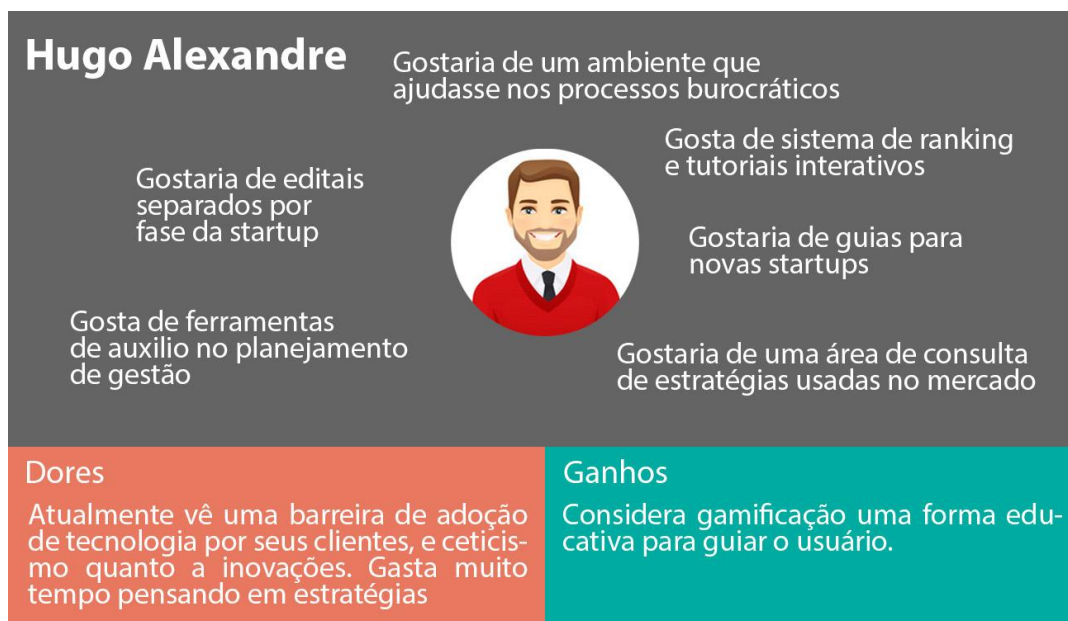 Hugo Alexandre
Gostaria de um ambiente que
ajudasse nos processos burocráticos
Gosta de sistema de ranking
e tutoriais interativos
Gostaria de editais
separados por
fase da startup
Gostaria de guias para
novas startups
Gosta de ferramentas
de auxilio no planejamento
de gestão
Gostaria de uma área de consulta
de estratégias usadas no mercado
Dores
Atualmente vê uma barreira de adoção
de tecnologia por seus clientes, e ceticis-
mo quanto a inovações. Gasta muito
tempo pensando em estratégias
Ganhos
Considera gamificação uma forma edu-
cativa para guiar o usuário.